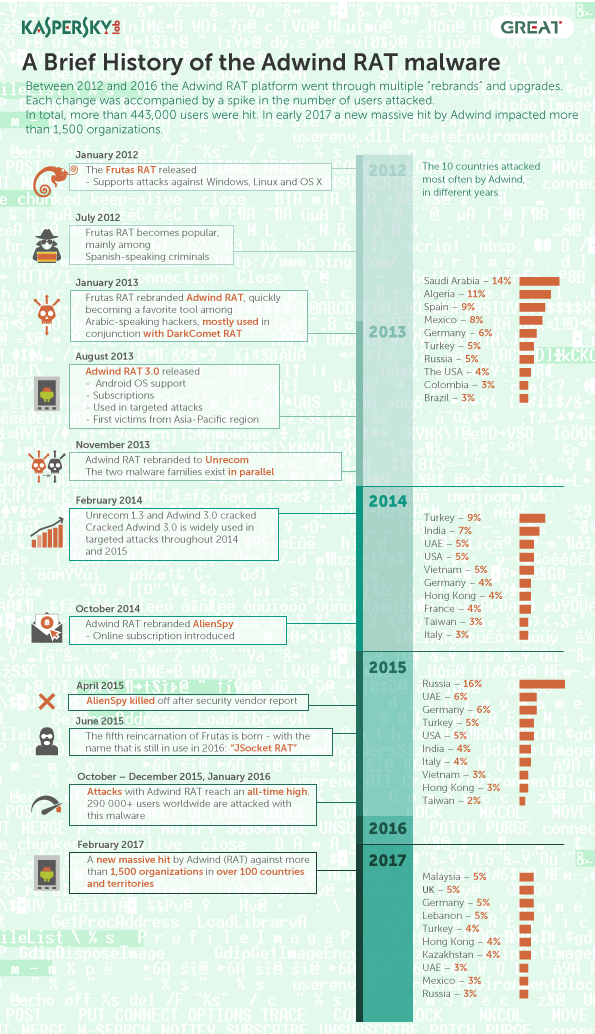 KASPERSKY lab
GREAT
A Brief History of the Adwind RAT malware
Between 2012 and 2016 the Adwind RAT platform went through multiple "rebrands" and upgrades.
Each change was accompanied by a spike in the number of users attacked.
In total, more than 443,000 users were hit. In early 2017 a new massive hit by Adwind impacted more
than 1,500 organizations.
January 2012
The Frutas RAT released
- Supports attacks against Windows, Linux and OS X
July 2012
Frutas RAT becomes popular,
mainly among
Spanish-speaking criminals
January 2013
Frutas RAT rebranded Adwind RAT, quickly
becoming a favorite tool among
Arabic-speaking hackers, mostly used in
conjunction with DarkComet RAT
August 2013
Adwind RAT 3.0 released
- Android OS support
- Subscriptions
- Used in targeted attacks
- First victims from Asia-Pacific region
November 2013
Adwind RAT rebranded to Unrecom
The two malware families exist in parallel
February 2014
Unrecom 1.3 and Adwind 3.0 cracked
Cracked Adwind 3.0 is widely used in
targeted attacks throughout 2014
and 2015
October 2014
Adwind RAT rebranded AlienSpy
- Online subscription introduced
April 2015
AlienSpy killed off after security vendor report
June 2015
The fifth reincarnation of Frutas is born - with the
name that is still in use in 2016: "JSocket RAT"
October – December 2015, January 2016
Attacks with Adwind RAT reach an all-time high.
290 000+ users worldwide are attacked with
this malware
February 2017
A new massive hit by Adwind (RAT) against more
than 1,500 organizations in over 100 countries
and territories
2012
2013
2014
2015
2016
2017
The 10 countries attacked
most often by Adwind,
in different years.
Saudi Arabia – 14%
Algeria – 11%
Spain – 9%
Mexico – 8%
Germany – 6%
Turkey – 5%
Russia – 5%
The USA – 4%
Colombia – 3%
Brazil – 3%
Turkey – 9%
India – 7%
UAE – 5%
USA – 5%
Vietnam – 5%
Germany – 4%
Hong Kong – 4%
France – 4%
Taiwan – 3%
Italy – 3%
Russia – 16%
UAE – 6%
Germany – 6%
Turkey – 5%
USA – 5%
India – 4%
Italy – 4%
Vietnam – 3%
Hong Kong – 3%
Taiwan – 2%
Malaysia – 5%
UK – 5%
Germany – 5%
Lebanon – 5%
Turkey – 4%
Hong Kong – 4%
Kazakhstan – 4%
UAE – 3%
Mexico – 3%
Russia – 3%
GetProcAddress LoadLibraryA